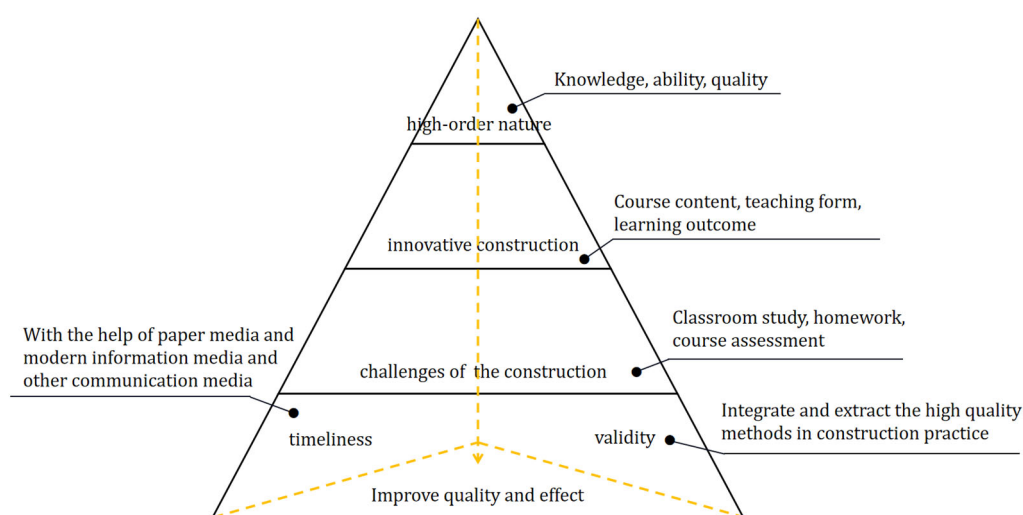 Knowledge, ability, quality
high-order nature
Course content, teaching form,
learning outcome
innovative construction
Classroom study, homework,
course assessment
With the help of paper media and
modern information media and
other communication media
challenges of the construction
Integrate and extract the high quality
methods in construction practice
timeliness
validity
Improve quality and effect